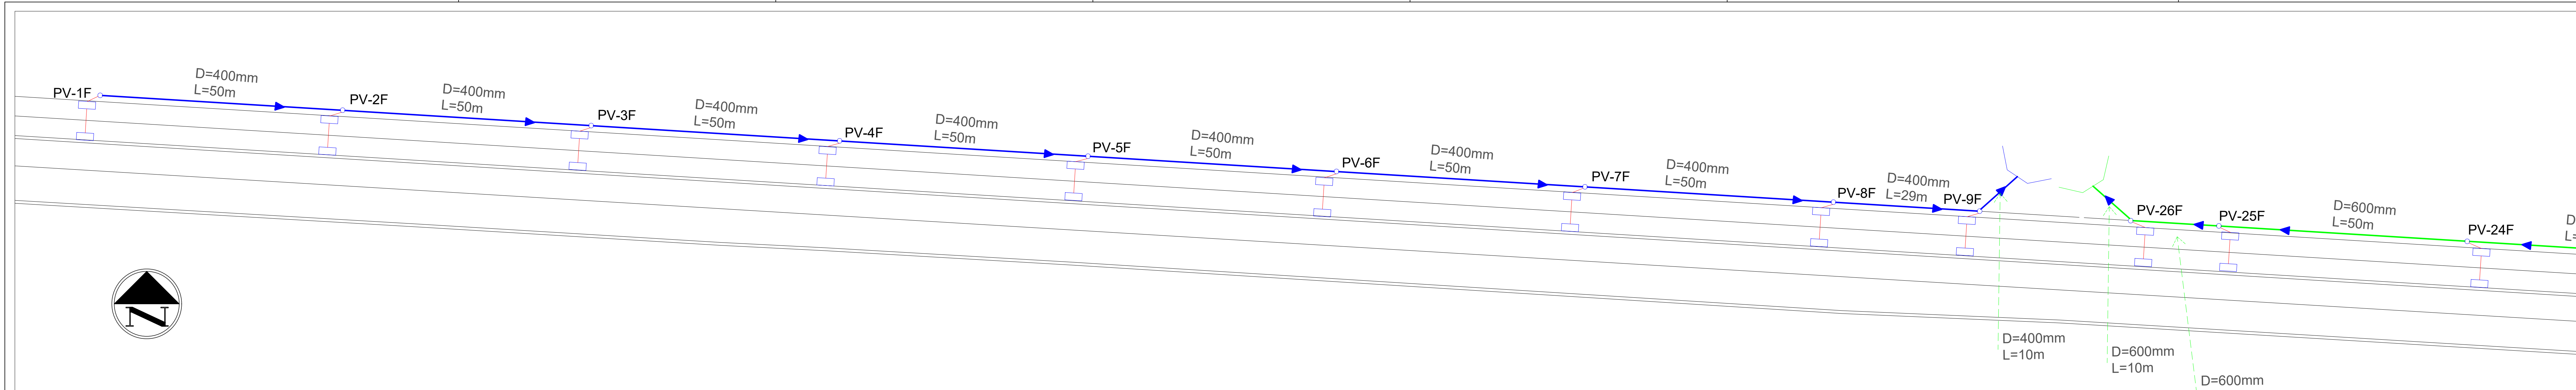 PV-1F
D=400mm
L=50m
PV-2F
D=400mm
L=50m
PV-3F
D=400mm
L=50m
PV-4F
D=400mm
L=50m
PV-5F
D=400mm
L=50m
PV-6F
D=400mm
L=50m
PV-7F
D=400mm
L=50m
PV-8F
D=400mm
L=29m
PV-9F
PV-26F
PV-25F
D=600mm
L=50m
PV-24F
D
L=
N
D=400mm
L=10m
D=600mm
L=10m
D=600mm